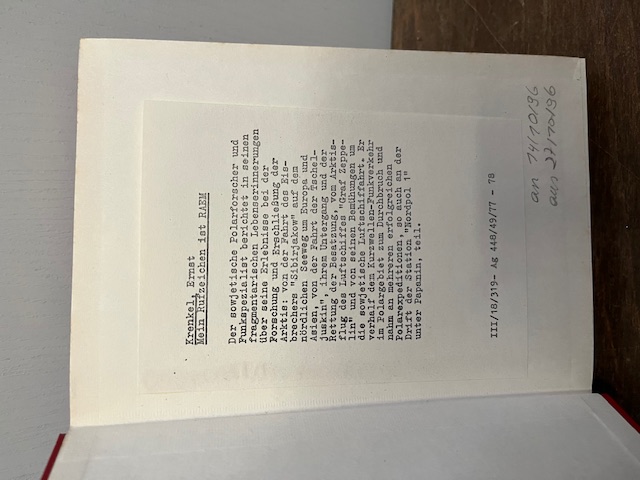 Krenkel, Ernst
Mein Rufzeichen ist RAEM
Der sowjetische Polarforscher und
Funkspezialist berichtet in seinen
fragmentarischen Lebenserinnerungen
über seine Erlebnisse bei der
Forschung und Erschließung der
Arktis: von der Fahrt des Eis-
brechers "Sibirjakow" auf dem
nördlichen Seeweg um Europa und
Asien, von der Fahrt der "Tschel-
juskin", ihrem Untergang und der
Rettung der Besatzung, vom Arktis-
flug des Luftschiffes "Graf Zeppe-
lin" und von seinen Bemühungen um
die sowjetische Luftschiffahrt. Er
verhalf dem Kurzwellen-Funkverkehr
im Polargebiet zum Durchbruch und
nahm an mehreren erfolgreichen
Polarexpeditionen, so auch an der
Drift der Station "Nordpol 1"
unter Papanin, teil.
III/18/319- Ag 448/49/77 - 78
an 14/10/96
aus 27/10/96